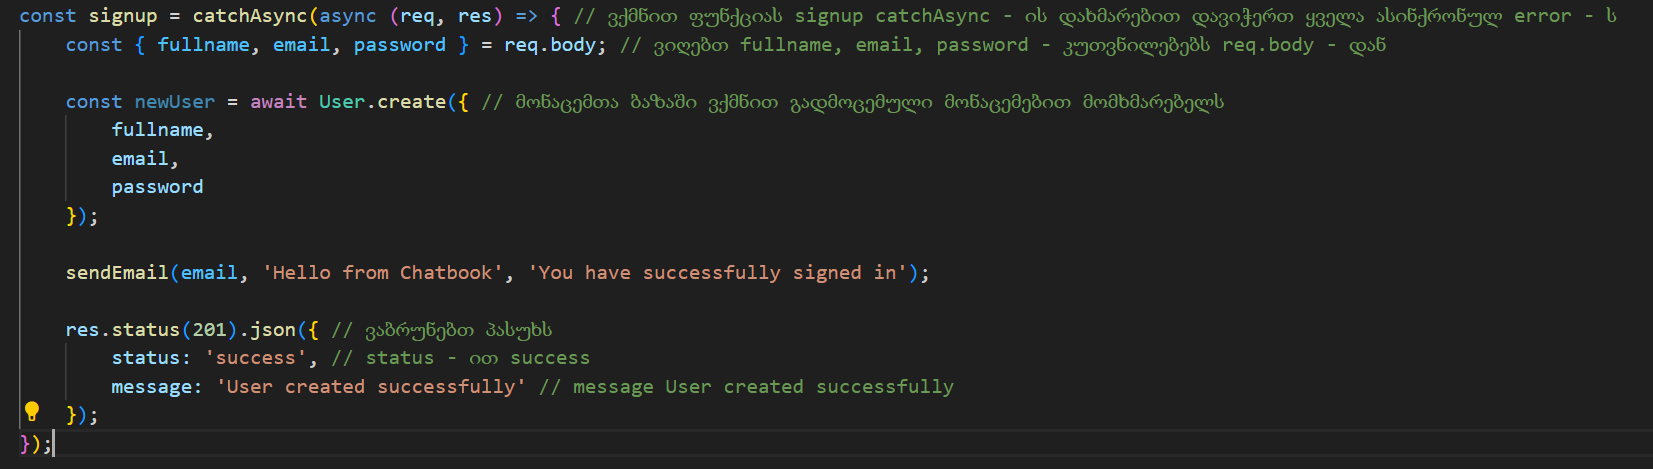 const signup = catchAsync(async (req, res) => { // ვქმნით ფუნქციას signup catchAsync - ის დახმარებით დავიჭერთ ყველა ასინქრონულ error - ს
    const { fullname, email, password } = req.body; // ვიღებთ fullname, email, password - კუთვნილებებს req.body - დან
    const newUser = await User.create({ // მონაცემთა ბაზაში ვქმნით გადმოცემული მონაცემებით მომხმარებელს
        fullname,
        email,
        password
    });
    sendEmail(email, 'Hello from Chatbook', 'You have successfully signed in');
    res.status(201).json({ // ვაბრუნებთ პასუხს
        status: 'success', // status - ით success
        message: 'User created successfully' // message User created successfully
    });
});